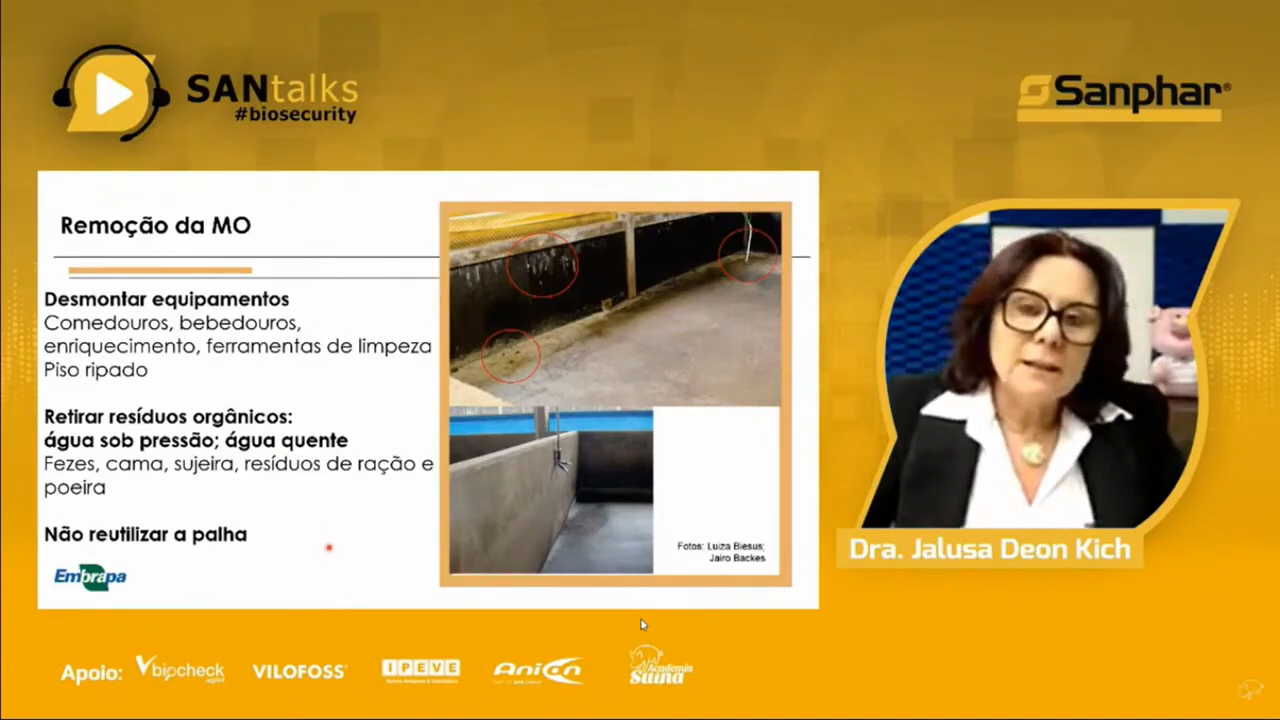 SANtalks
#biosecurity
Sanphar®
Remoção da MO
Desmontar equipamentos
Comedouros, bebedouros,
enriquecimento, ferramentas de limpeza
Piso ripado
Retirar resíduos orgânicos:
água sob pressão; água quente
Fezes, cama, sujeira, resíduos de ração e
poeira
Não reutilizar a palha
Embrapa
Fotos: Luiza Biesus;
Jairo Backes
Dra. Jalusa Deon Kich
Apoio:
biocheck
VILOFOSS
IPEVE
Anicon
Academia
Suína